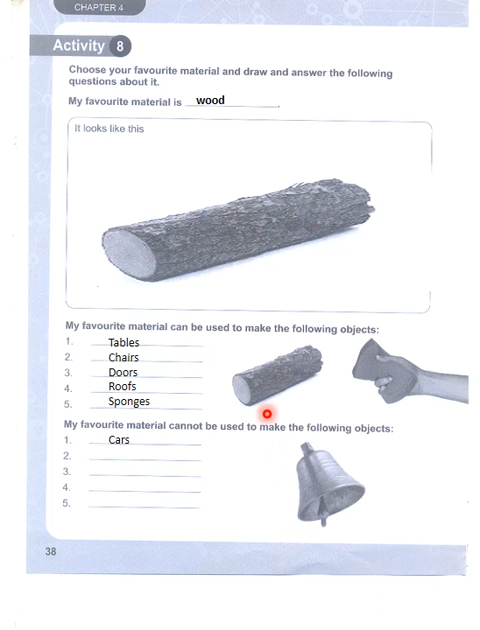 CHAPTER 4
Activity 8
Choose your favourite material and draw and answer the following
questions about it.
My favourite material is wood.
It looks like this
My favourite material can be used to make the following objects:
1. Tables
2. Chairs
3. Doors
4. Roofs
5. Sponges
My favourite material cannot be used to make the following objects:
1. Cars
2.
3.
4.
5.
38